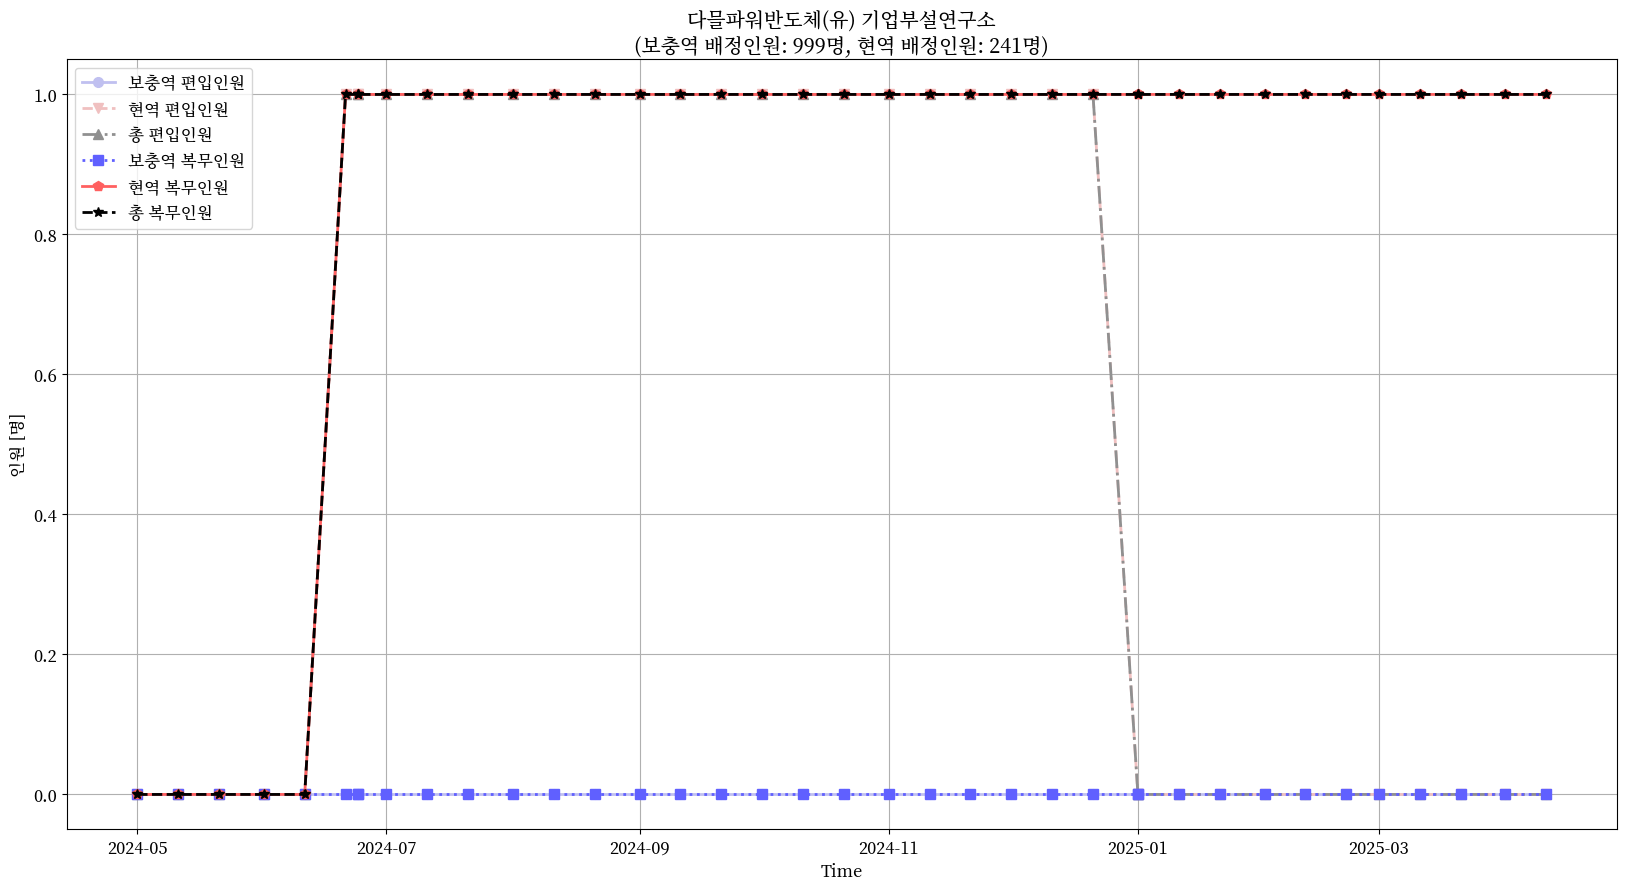 다믈파워반도체(유) 기업부설연구소
(보충역 배정인원: 999명, 현역 배정인원: 241명)
보충역 편입인원
현역 편입인원
총 편입인원
보충역 복무인원
현역 복무인원
총 복무인원
1.0
0.8
0.6
0.4
0.2
0.0
인원 [명]
2024-05
2024-07
2024-09
2024-11
2025-01
2025-03
Time